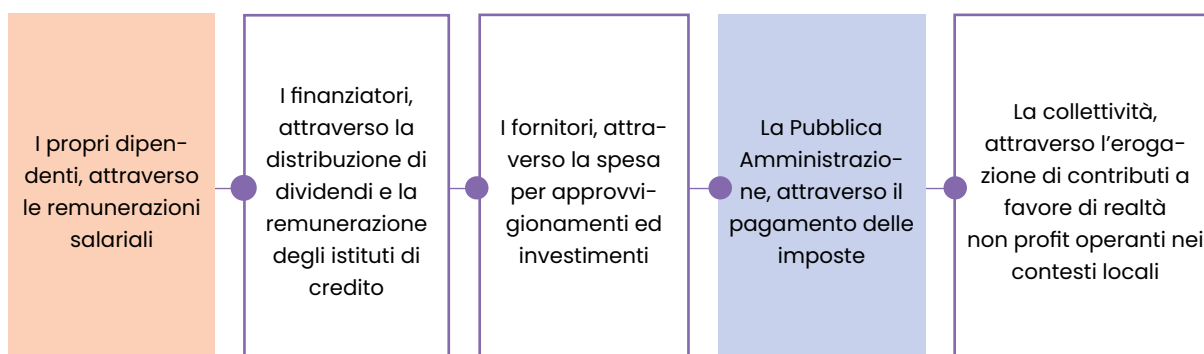 I propri dipen-
denti, attraverso
le remunerazioni
salariali
I finanziatori,
attraverso la
distribuzione di
dividendi e la
remunerazione
degli istituti di
credito
I fornitori, attra-
verso la spesa
per approvvi-
gionamenti ed
investimenti
La Pubblica
Amministrazio-
ne, attraverso il
pagamento delle
imposte
La collettività,
attraverso l'eroga-
zione di contributi a
favore di realtà
non profit operanti nei
contesti locali